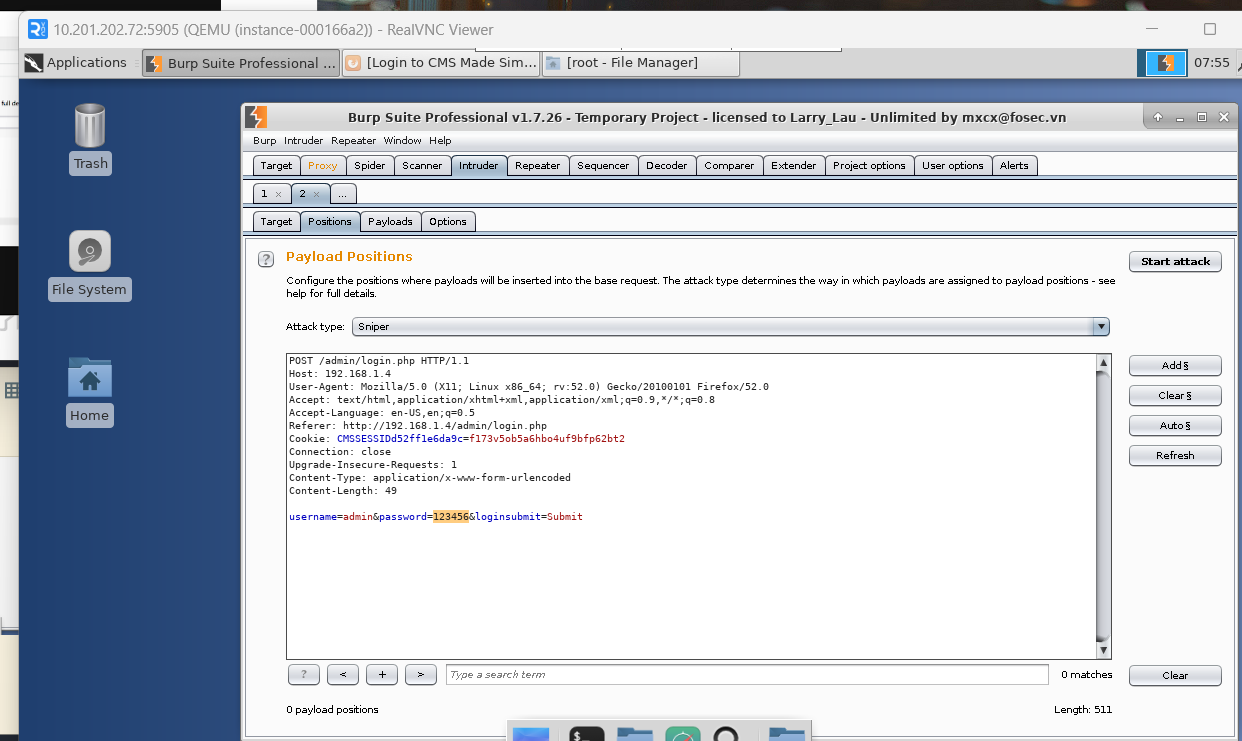 10.201.202.72:5905 (QEMU (instance-000166a2)) - RealVNC Viewer
Applications
Burp Suite Professional ...
[Login to CMS Made Sim...
[root - File Manager]
07:55
full de
Trash
File System
Home
Burp Suite Professional v1.7.26 - Temporary Project - licensed to Larry_Lau - Unlimited by mxcx@fosec.vn
Burp Intruder Repeater Window Help
Target Proxy Spider Scanner Intruder Repeater Sequencer Decoder Comparer Extender Project options User options Alerts
1 × 2 × ...
Target Positions Payloads Options
? Payload Positions
Start attack
Configure the positions where payloads will be inserted into the base request. The attack type determines the way in which payloads are assigned to payload positions - see
help for full details.
Attack type: Sniper
POST /admin/login.php HTTP/1.1
Host: 192.168.1.4
User-Agent: Mozilla/5.0 (X11; Linux x86_64; rv:52.0) Gecko/20100101 Firefox/52.0
Accept: text/html,application/xhtml+xml,application/xml;q=0.9,*/*;q=0.8
Accept-Language: en-US,en;q=0.5
Referer: http://192.168.1.4/admin/login.php
Cookie: CMSSESSIDd52ff1e6da9c=f173v5ob5a6hbo4uf9bfp62bt2
Connection: close
Upgrade-Insecure-Requests: 1
Content-Type: application/x-www-form-urlencoded
Content-Length: 49
username=admin&password=123456&loginsubmit=Submit
Add §
Clear §
Auto §
Refresh
? < + >
Type a search term
0 matches
Clear
0 payload positions
Length: 511
$